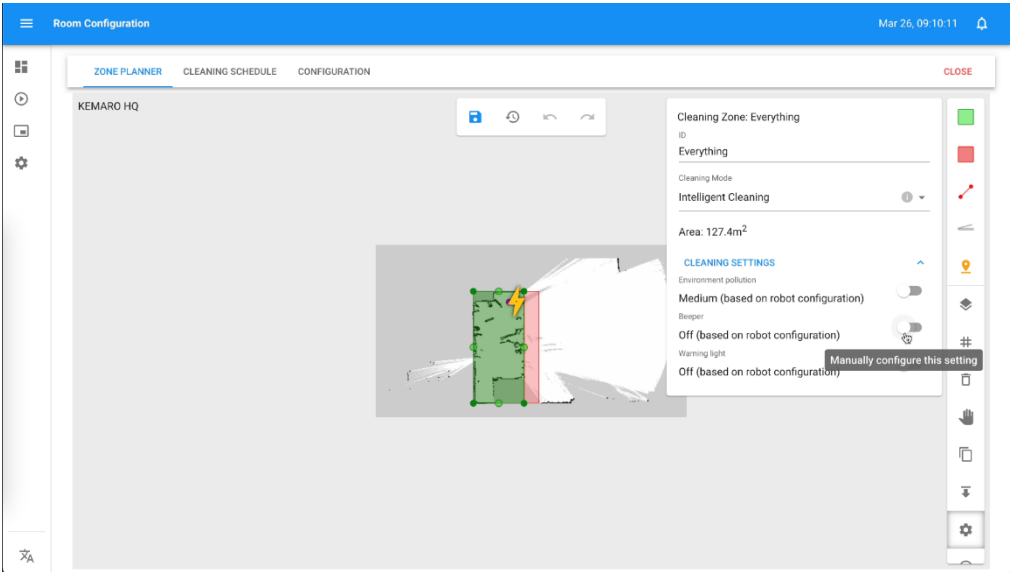 Room Configuration
Mar 26, 09:10:11
ZONE PLANNER
CLEANING SCHEDULE
CONFIGURATION
CLOSE
KEMARO HQ
Cleaning Zone: Everything
ID
Everything
Cleaning Mode
Intelligent Cleaning
Area: 127.4m²
CLEANING SETTINGS
Environment pollution
Medium (based on robot configuration)
Beeper
Off (based on robot configuration)
Warning light
Manually configure this setting
Off (based on robot configuration)